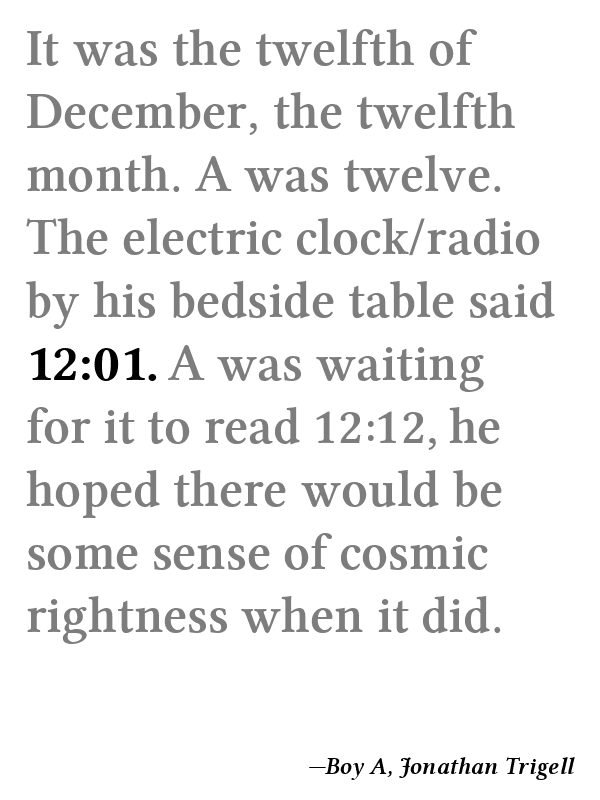 It was the twelfth of
December, the twelfth
month. A was twelve.
The electric clock/radio
by his bedside table said
12:01. A was waiting
for it to read 12:12, he
hoped there would be
some sense of cosmic
rightness when it did.
—Boy A, Jonathan Trigell